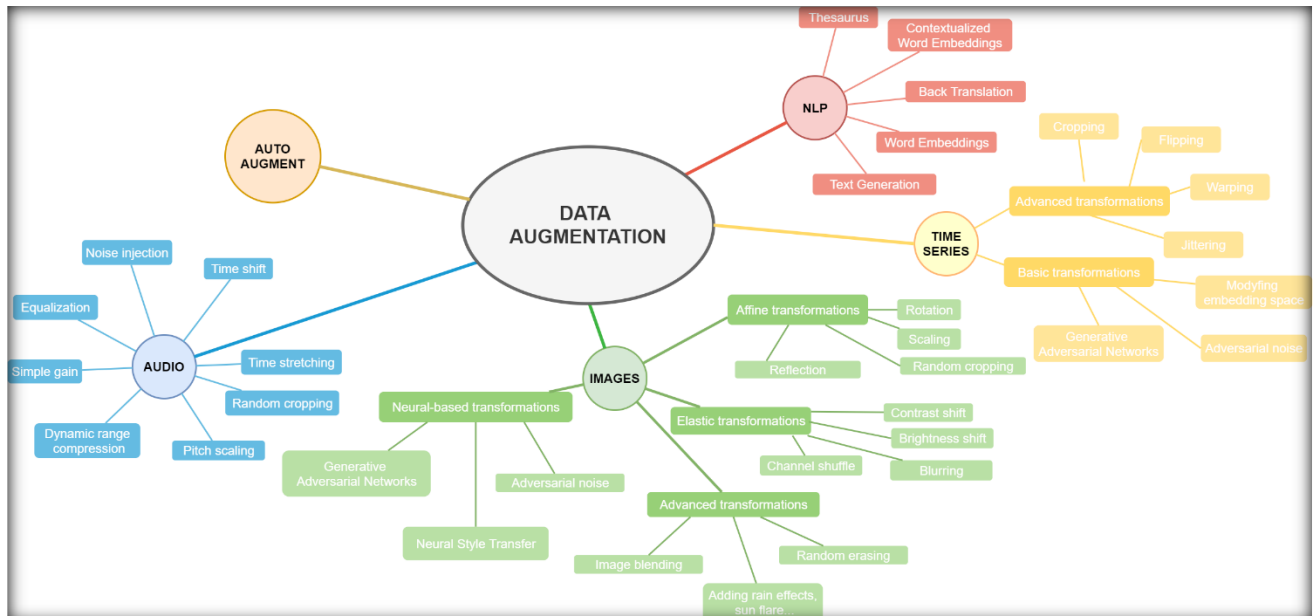 Thesaurus
Contextualized
Word Embeddings
Back Translation
NLP
Word Embeddings
Text Generation
AUTO
AUGMENT
DATA
AUGMENTATION
Cropping
Flipping
Warping
Advanced transformations
Jittering
TIME
SERIES
Basic transformations
Modyfing
embedding space
Generative
Adversarial Networks
Adversarial noise
Noise injection
Time shift
Equalization
Simple gain
AUDIO
Time stretching
Random cropping
Dynamic range
compression
Pitch scaling
IMAGES
Affine transformations
Rotation
Scaling
Random cropping
Reflection
Neural-based transformations
Generative
Adversarial Networks
Adversarial noise
Neural Style Transfer
Elastic transformations
Contrast shift
Brightness shift
Blurring
Channel shuffle
Advanced transformations
Image blending
Random erasing
Adding rain effects,
sun flare...